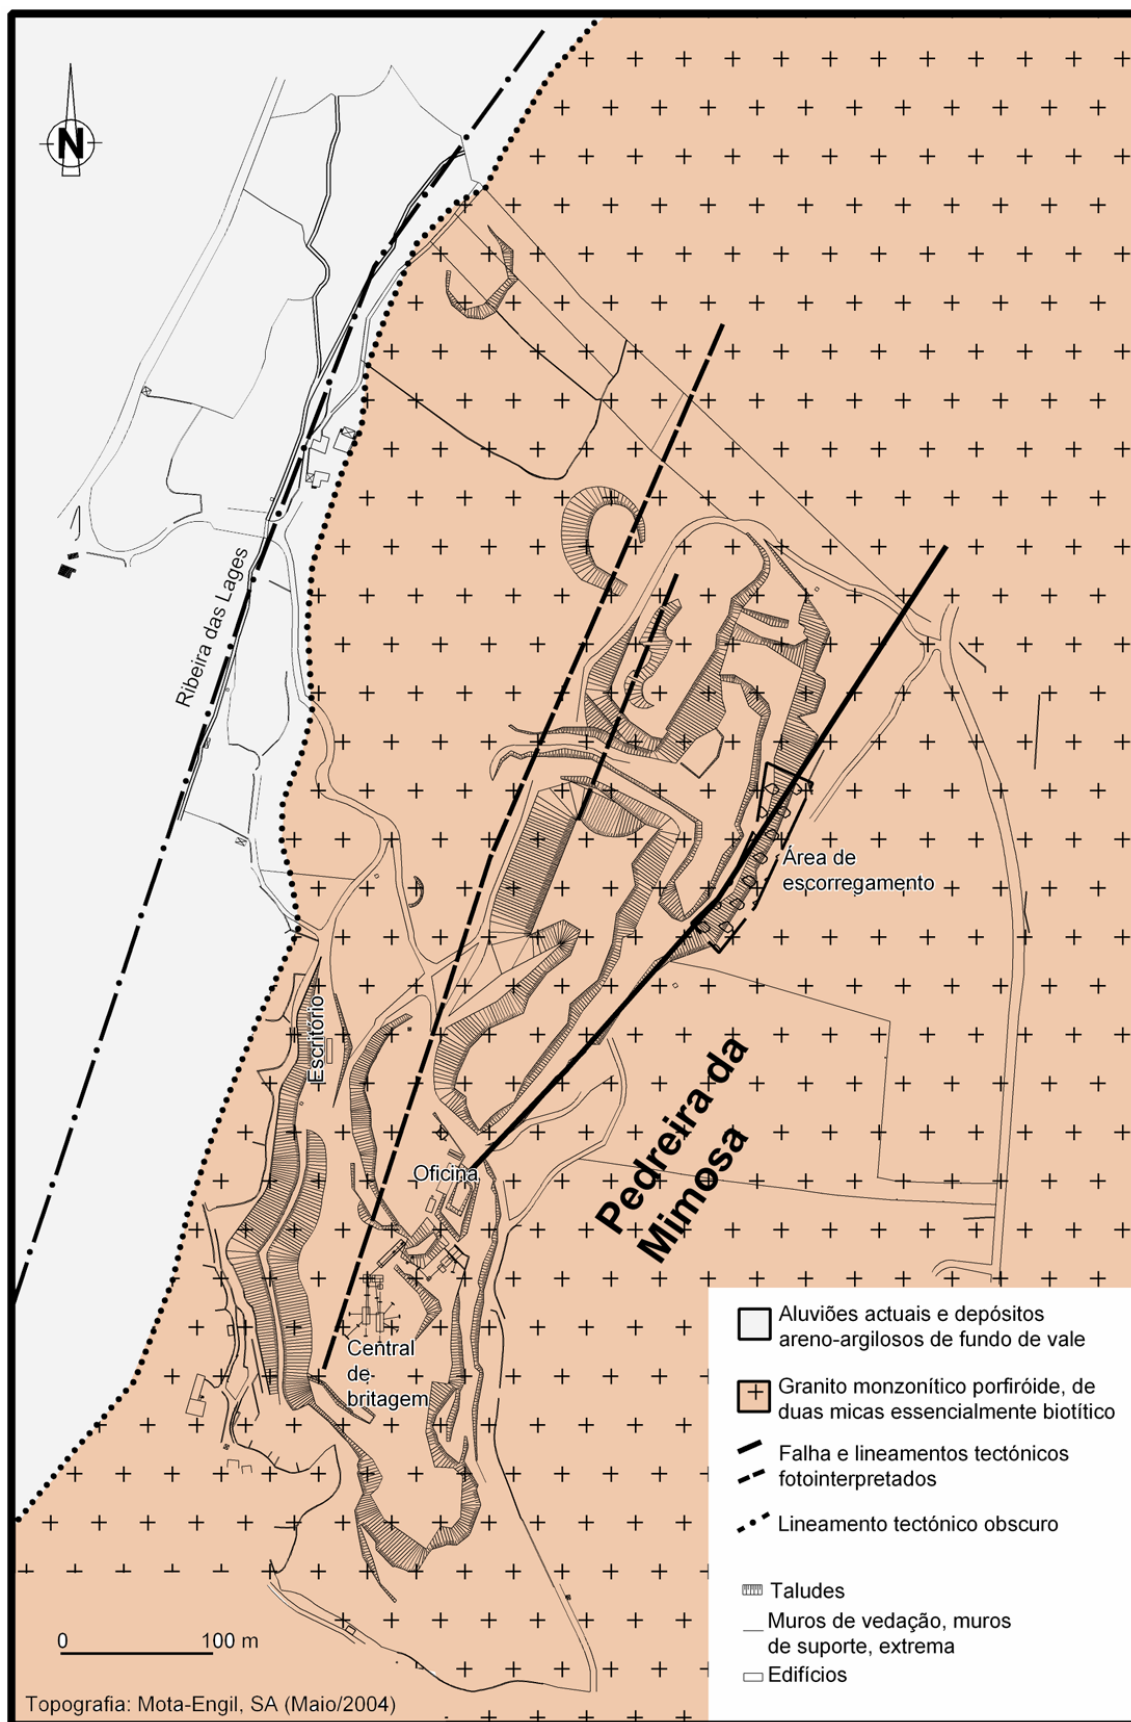 N
Ribeira das Lages
Área de
escorregamento
Escritório
Pedreira da
Mimosa
Oficina
Central
de
britagem
Aluviões actuais e depósitos
areno-argilosos de fundo de vale
Granito monzonítico porfiróide, de
duas micas essencialmente biotítico
Falha e lineamentos tectónicos
fotointerpretados
Lineamento tectónico obscuro
Taludes
Muros de vedação, muros
de suporte, extrema
Edifícios
0 100 m
Topografia: Mota-Engil, SA (Maio/2004)